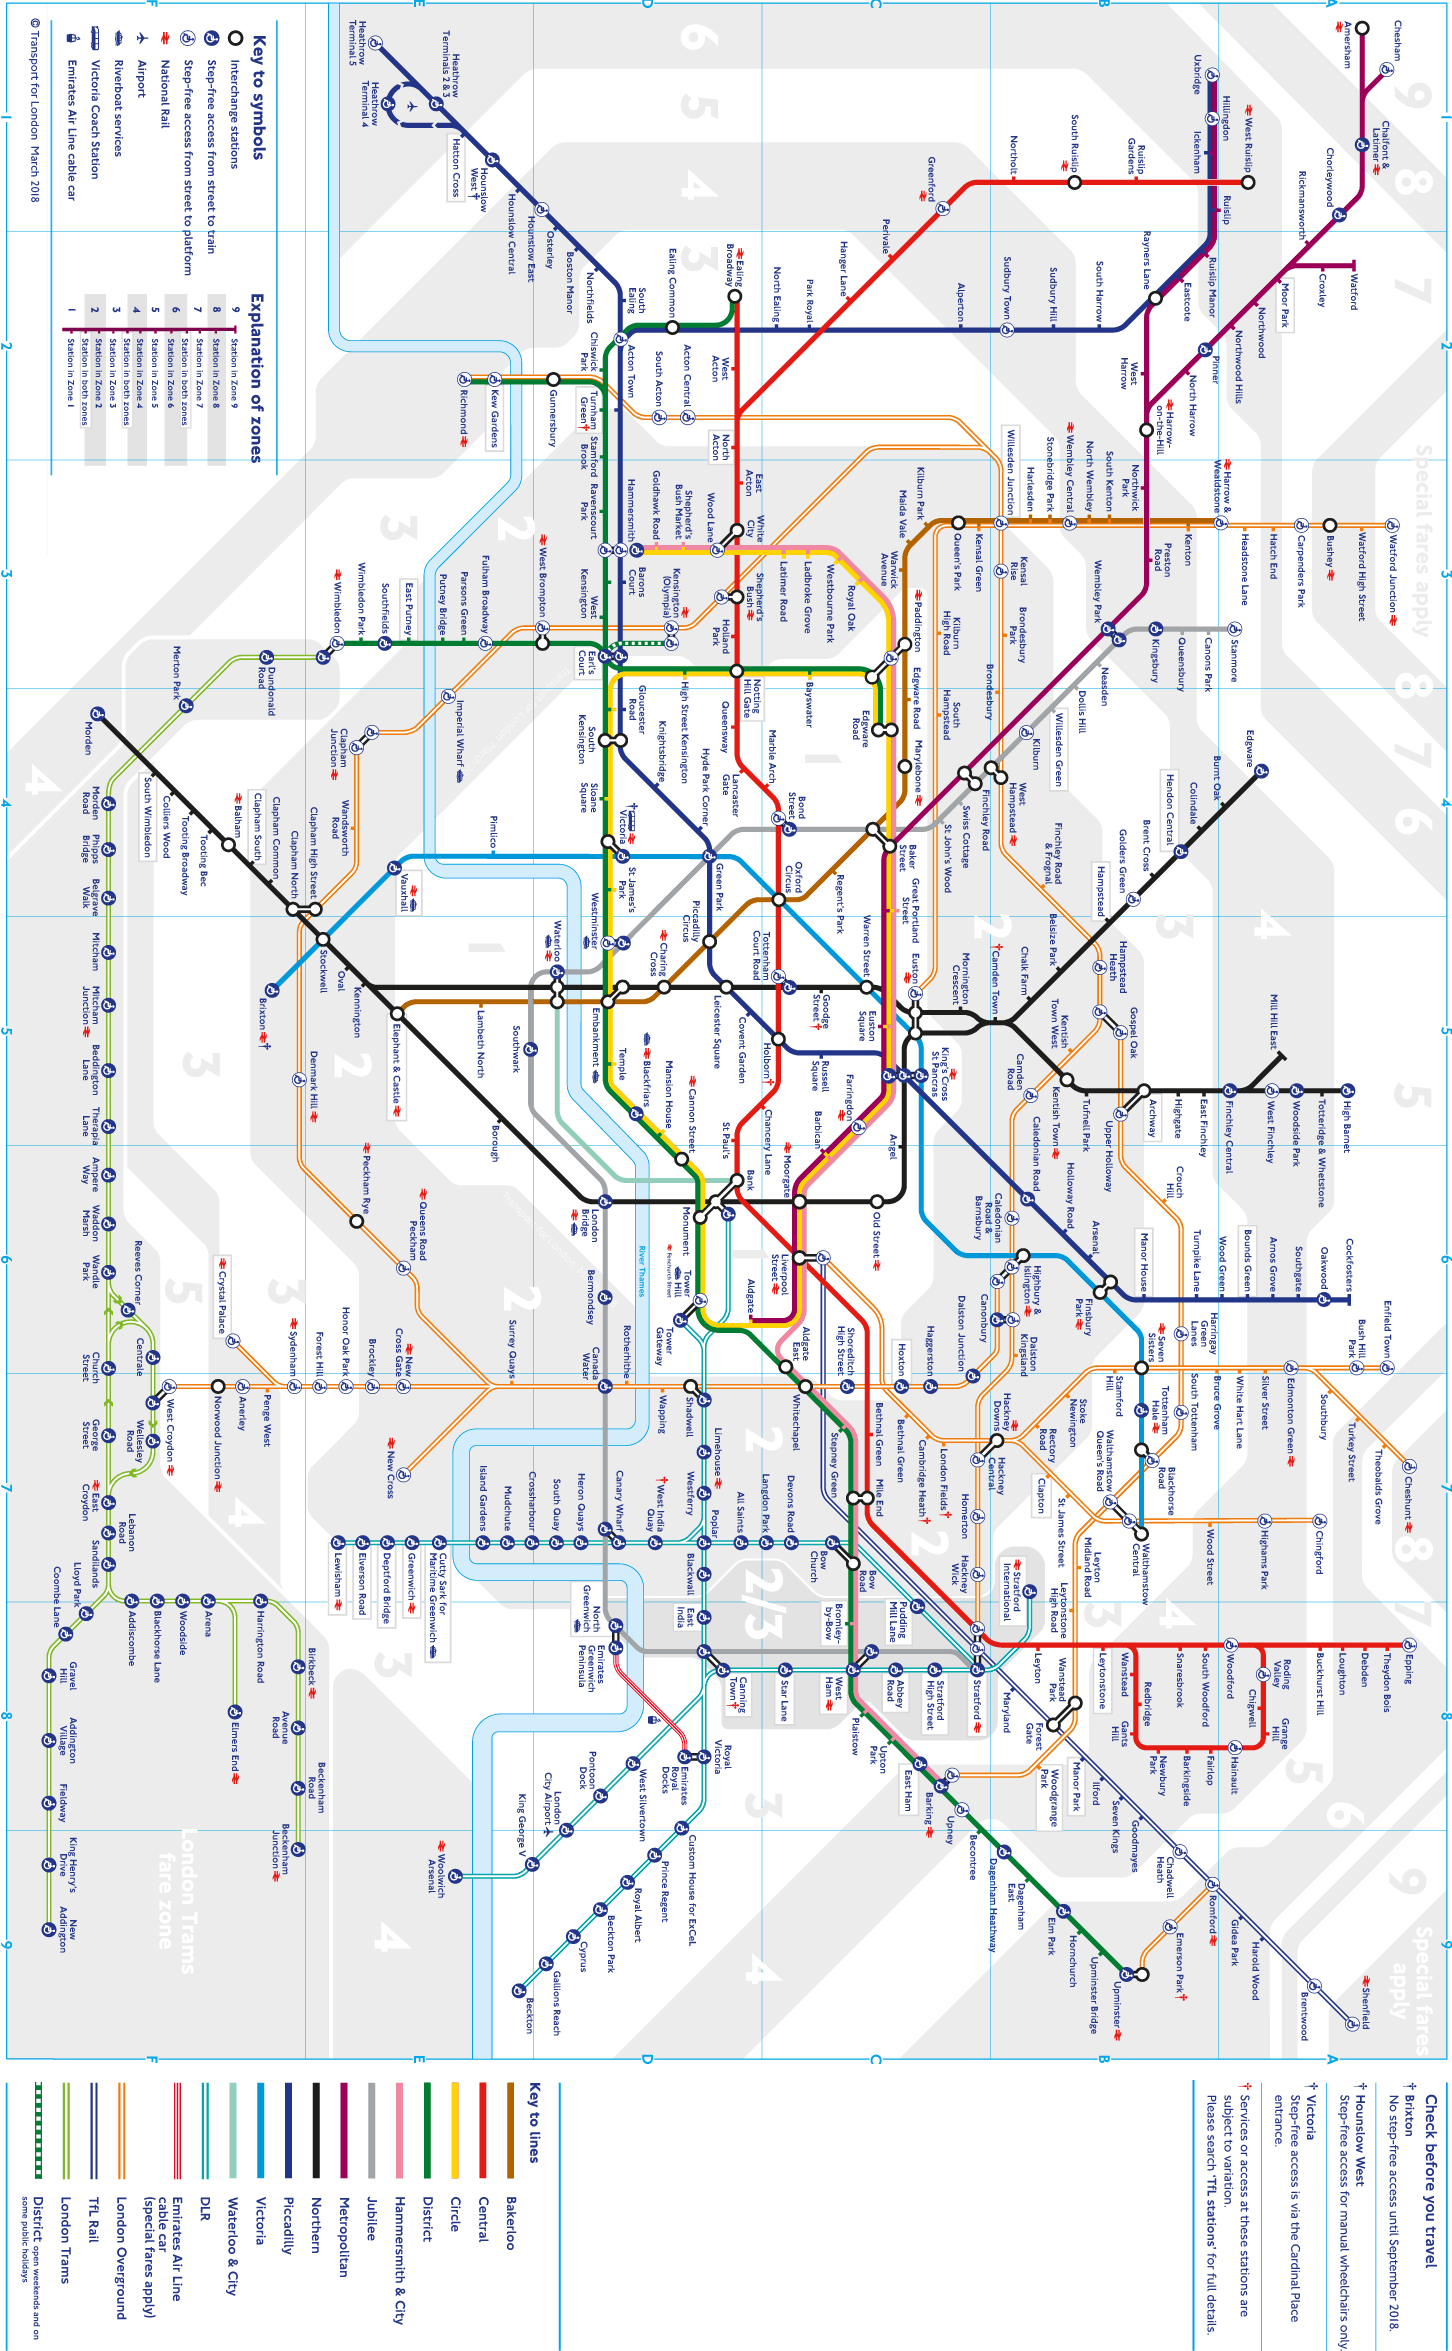 Chesham
Amersham
Chalfont &
Latimer
Chorleywood
Rickmansworth
Watford
Croxley
Moor Park
Northwood
Northwood Hills
Pinner
North Harrow
Harrow-
on-the-Hill
Northwick
Park
Preston
Road
Wembley Park
Uxbridge
Hillingdon
Ickenham
Ruislip
Ruislip Manor
Eastcote
Rayners Lane
West
Harrow
West Ruislip
Ruislip
Gardens
South Ruislip
Northolt
Greenford
Perivale
Hanger Lane
South Harrow
Sudbury Hill
Sudbury Town
Alperton
Park Royal
North Ealing
Ealing
Broadway
Ealing Common
South
Ealing
Northfields
Boston Manor
Osterley
Hounslow East
Hounslow Central
Hounslow
West
Hatton Cross
Heathrow
Terminals 2 & 3
Heathrow
Terminal 4
Heathrow
Terminal 5
West
Acton
North
Acton
East
Acton
White
City
Acton Central
South Acton
Acton Town
Chiswick
Park
Turnham
Green
Stamford
Brook
Ravenscourt
Park
Hammersmith
Gunnersbury
Kew Gardens
Richmond
Goldhawk Road
Shepherd's
Bush Market
Wood Lane
Shepherd's
Bush
Latimer Road
Ladbroke Grove
Westbourne Park
Royal Oak
Barons
Court
West
Kensington
Kensington
(Olympia)
Holland
Park
Notting
Hill Gate
Queensway
Lancaster
Gate
Marble Arch
Bond
Street
Oxford
Circus
Tottenham
Court Road
Holborn
Chancery Lane
St Paul's
Bank
Watford Junction
Watford High Street
Bushey
Carpenders Park
Hatch End
Headstone Lane
Harrow &
Wealdstone
Kenton
South Kenton
North Wembley
Wembley Central
Stonebridge Park
Harlesden
Willesden Junction
Kensal Green
Queen's Park
Kilburn Park
Maida Vale
Warwick
Avenue
Paddington
Edgware Road
Marylebone
Baker
Street
Regent's Park
Piccadilly
Circus
Charing
Cross
Embankment
Waterloo
Lambeth North
Elephant & Castle
Kensal
Rise
Brondesbury
Park
Brondesbury
Kilburn
High Road
South
Hampstead
Stanmore
Canons Park
Queensbury
Kingsbury
Neasden
Dollis Hill
Willesden Green
Kilburn
West
Hampstead
Finchley Road
Swiss Cottage
St John's Wood
Finchley Road
& Frognal
Hampstead
Heath
Gospel Oak
Edgware
Burnt Oak
Colindale
Hendon Central
Brent Cross
Golders Green
Hampstead
Belsize Park
Chalk Farm
Camden Town
Mornington
Crescent
Euston
Mill Hill East
High Barnet
Totteridge & Whetstone
Woodside Park
West Finchley
Finchley Central
East Finchley
Highgate
Archway
Upper Holloway
Tufnell Park
Kentish Town
Kentish
Town West
Camden
Road
Caledonian Road
Holloway Road
Arsenal
Crouch
Hill
Caledonian
Road &
Barnsbury
King's Cross
St Pancras
Angel
Old Street
Moorgate
Great Portland
Street
Warren Street
Euston
Square
Goodge
Street
Russell
Square
Farringdon
Barbican
Covent Garden
Leicester Square
Green Park
Hyde Park Corner
Knightsbridge
Bayswater
High Street Kensington
Edgware
Road
Earl's
Court
Gloucester
Road
South
Kensington
Sloane
Square
Victoria
St James's
Park
Westminster
Temple
Blackfriars
Mansion House
Cannon Street
Monument
Tower
Hill
Fenchurch Street
Aldgate
Liverpool
Street
Aldgate
East
Tower
Gateway
West Brompton
Fulham Broadway
Parsons Green
Putney Bridge
East Putney
Southfields
Wimbledon Park
Wimbledon
Dundonald
Road
Merton Park
Morden
Road
Phipps
Bridge
Belgrave
Walk
Mitcham
Mitcham
Junction
Beddington
Lane
Therapia
Lane
Ampere
Way
Waddon
Marsh
Wandle
Park
Reeves Corner
Centrale
West Croydon
Wellesley
Road
Church
Street
George
Street
East
Croydon
Lebanon
Road
Sandilands
Lloyd Park
Coombe Lane
Gravel
Hill
Addington
Village
Fieldway
King Henry's
Drive
New
Addington
Addiscombe
Blackhorse Lane
Woodside
Arena
Elmers End
Harrington Road
Birkbeck
Avenue
Road
Beckenham
Road
Beckenham
Junction
Imperial Wharf
Clapham
Junction
Wandsworth
Road
Clapham High Street
Clapham North
Clapham Common
Clapham South
Balham
Tooting Bec
Tooting Broadway
Colliers Wood
South Wimbledon
Morden
Pimlico
Vauxhall
Stockwell
Brixton
Oval
Kennington
Southwark
Borough
London
Bridge
Denmark Hill
Peckham Rye
Queens Road
Peckham
Bermondsey
Canada
Water
Rotherhithe
Surrey Quays
Wapping
Shadwell
Whitechapel
Shoreditch
High Street
Hoxton
Haggerston
Dalston Junction
Dalston
Kingsland
Canonbury
Highbury &
Islington
New
Cross Gate
Brockley
Honor Oak Park
Forest Hill
Sydenham
Crystal Palace
Penge West
Anerley
Norwood Junction
New Cross
Cockfosters
Oakwood
Southgate
Arnos Grove
Bounds Green
Wood Green
Turnpike Lane
Manor House
Finsbury
Park
Harringay
Green
Lanes
Seven
Sisters
South Tottenham
Tottenham
Hale
Blackhorse
Road
Walthamstow
Central
Walthamstow
Queen's Road
Enfield Town
Bush Hill
Park
Edmonton Green
Silver Street
White Hart Lane
Bruce Grove
Stamford
Hill
Stoke
Newington
Rectory
Road
Hackney
Downs
Hackney
Central
Homerton
Hackney
Wick
London Fields
Cambridge Heath
Bethnal Green
Bethnal Green
Mile End
Stepney Green
Southbury
Turkey Street
Theobalds Grove
Cheshunt
Chingford
Highams Park
Wood Street
St James Street
Clapton
Leyton
Midland Road
Leytonstone
High Road
Wanstead
Park
Woodgrange
Park
Epping
Theydon Bois
Debden
Loughton
Buckhurst Hill
Roding
Valley
Chigwell
Grange
Hill
Hainault
Fairlop
Barkingside
Newbury
Park
Gants
Hill
Redbridge
Wanstead
Woodford
South Woodford
Snaresbrook
Leytonstone
Leyton
Stratford
Stratford
International
Pudding
Mill Lane
Bow
Road
Bow
Church
Bromley-
by-Bow
West
Ham
Abbey
Road
Stratford
High Street
Maryland
Forest
Gate
Manor Park
Ilford
Seven Kings
Goodmayes
Chadwell
Heath
Romford
Gidea Park
Harold Wood
Brentwood
Shenfield
Emerson Park
Upminster
Upminster Bridge
Hornchurch
Elm Park
Dagenham
East
Dagenham Heathway
Becontree
Upney
Barking
East Ham
Upton
Park
Plaistow
Star Lane
Canning
Town
Devons Road
Langdon Park
All Saints
Poplar
Limehouse
Westferry
Blackwall
East
India
West India
Quay
Canary Wharf
Heron Quays
South Quay
Crossharbour
Mudchute
Island Gardens
Cutty Sark for
Maritime Greenwich
Greenwich
Deptford Bridge
Elverson Road
Lewisham
North
Greenwich
Emirates
Greenwich
Peninsula
Emirates
Royal
Docks
Royal
Victoria
Custom House for ExCeL
Prince Regent
Royal Albert
Beckton Park
Cyprus
Gallions Reach
Beckton
West Silvertown
Pontoon
Dock
London
City Airport
King George V
Woolwich
Arsenal
River Thames
Special fares apply
Special fares
apply
London Trams
fare zone
Key to symbols
Interchange stations
Step-free access from street to train
Step-free access from street to platform
National Rail
Airport
Riverboat services
Victoria Coach Station
Emirates Air Line cable car
© Transport for London March 2018
Explanation of zones
9 Station in Zone 9
8 Station in Zone 8
7 Station in Zone 7
Station in both zones
6 Station in Zone 6
5 Station in Zone 5
Station in both zones
4 Station in Zone 4
3 Station in Zone 3
2 Station in Zone 2
Station in both zones
1 Station in Zone 1
Check before you travel
† Brixton
No step-free access until September 2018.
† Hounslow West
Step-free access for manual wheelchairs only.
† Victoria
Step-free access is via the Cardinal Place
entrance.
† Services or access at these stations are
subject to variation.
Please search 'TfL stations' for full details.
Key to lines
Bakerloo
Central
Circle
District
Hammersmith & City
Jubilee
Metropolitan
Northern
Piccadilly
Victoria
Waterloo & City
DLR
Emirates Air Line
cable car
(special fares apply)
London Overground
TfL Rail
London Trams
District open weekends and on
some public holidays